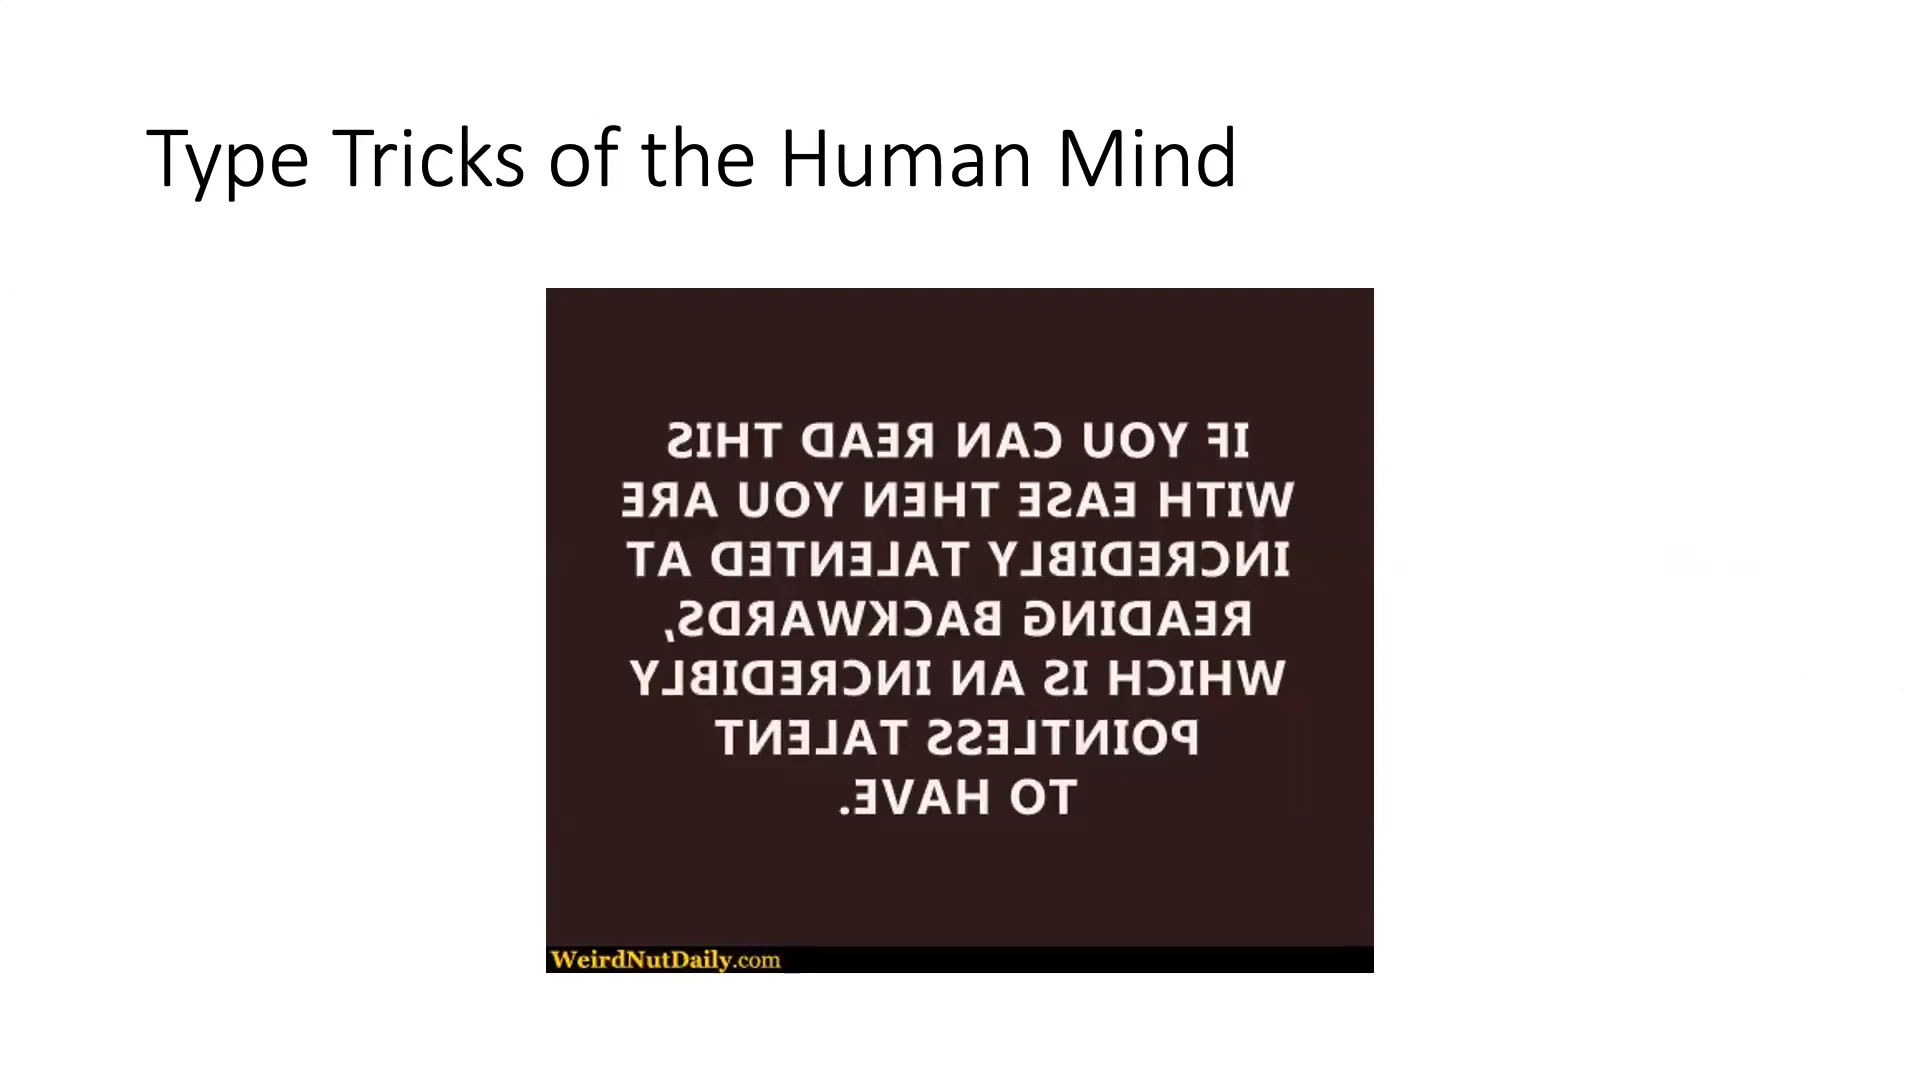 Type Tricks of the Human Mind
IF YOU CAN READ THIS
WITH EASE THEN YOU ARE
INCREDIBLY TALENTED AT
READING BACKWARDS,
WHICH IS AN INCREDIBLY
POINTLESS TALENT
TO HAVE.
WeirdNutDaily.com